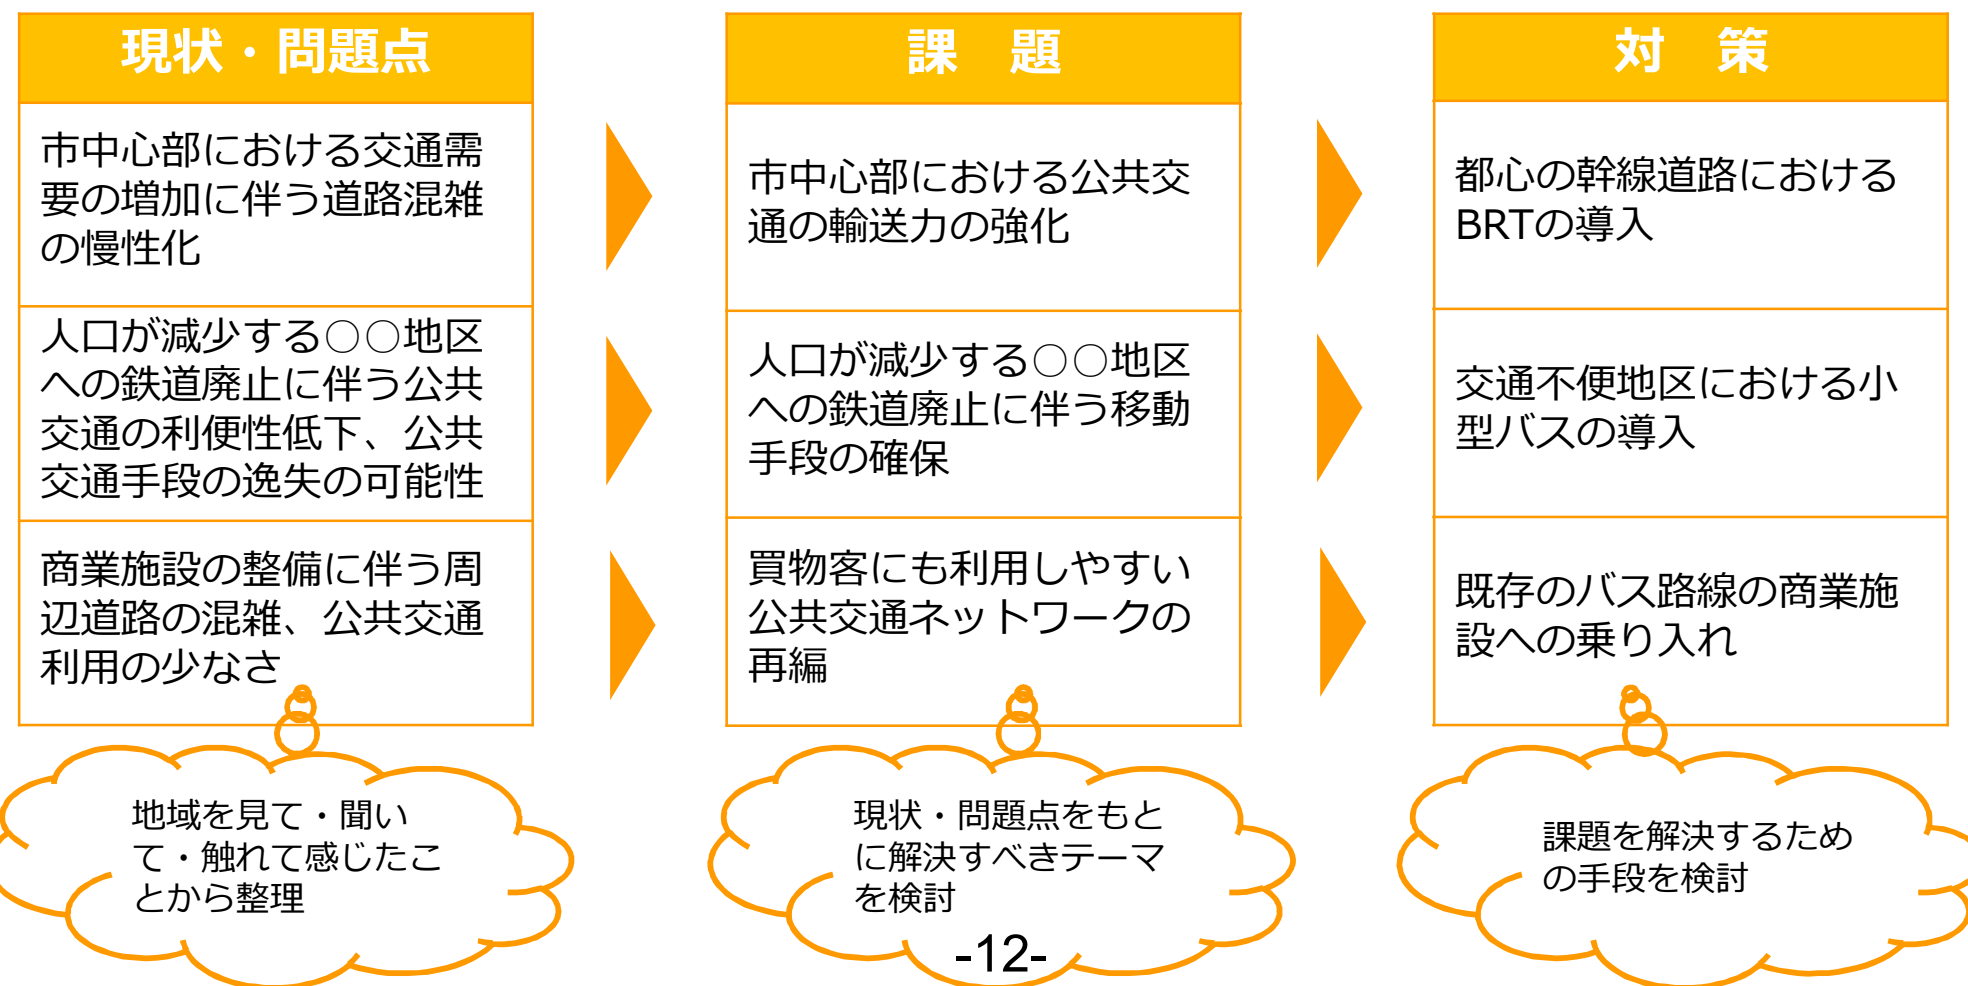 現状・問題点
市中心部における交通需
要の増加に伴う道路混雑
の慢性化
人口が減少する○○地区
への鉄道廃止に伴う公共
交通の利便性低下、公共
交通手段の逸失の可能性
商業施設の整備に伴う周
辺道路の混雑、公共交通
利用の少なさ
地域を見て・聞い
て・触れて感じたこ
とから整理
課　題
市中心部における公共交
通の輸送力の強化
人口が減少する○○地区
への鉄道廃止に伴う移動
手段の確保
買物客にも利用しやすい
公共交通ネットワークの
再編
現状・問題点をもと
に解決すべきテーマ
を検討
対　策
都心の幹線道路における
BRTの導入
交通不便地区における小
型バスの導入
既存のバス路線の商業施
設への乗り入れ
課題を解決するため
の手段を検討
-12-